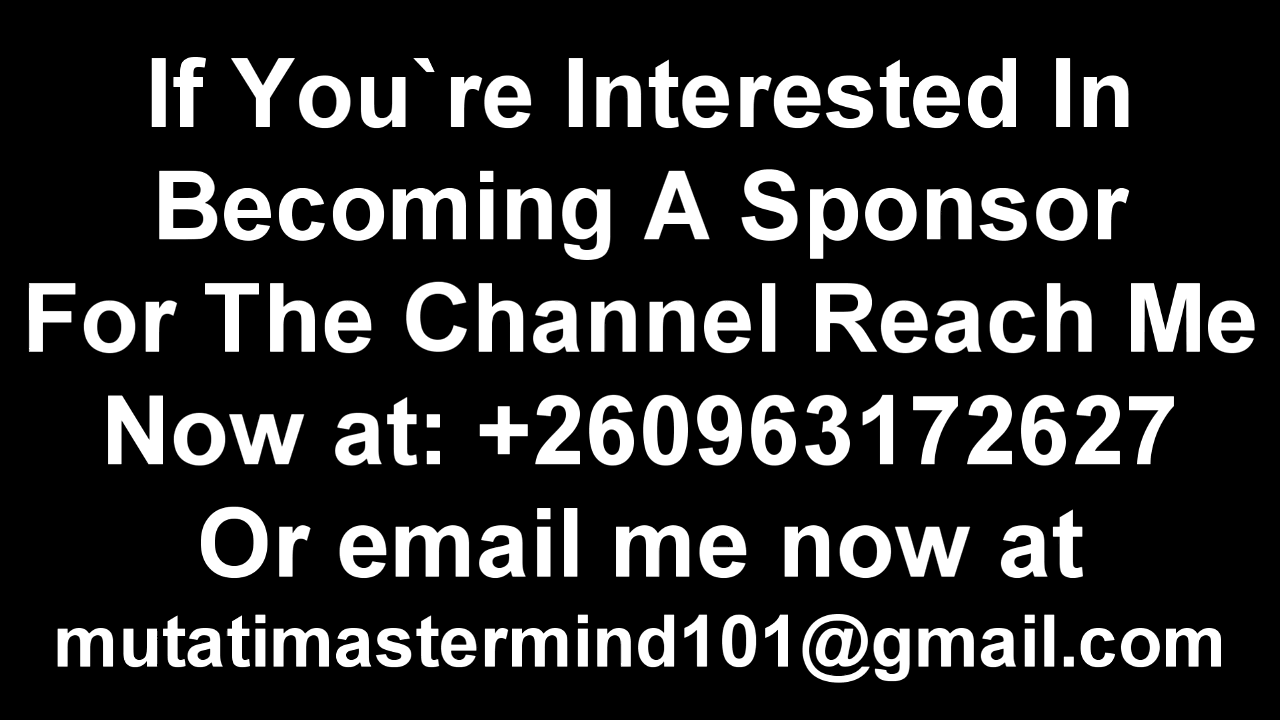 If You`re Interested In
Becoming A Sponsor
For The Channel Reach Me
Now at: +260963172627
Or email me now at
mutatimastermind101@gmail.com